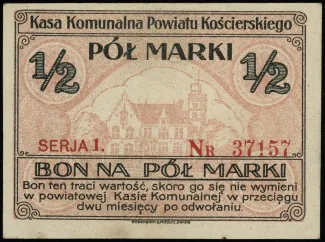 Kasa Komunalna Powiatu Kościerskiego
PÓŁ MARKI
1/2 1/2
SERJA 1. NR 37157
BON NA PÓŁ MARKI
Bon ten traci wartość, skoro go się nie wymieni
w powiatowej Kasie Komunalnej w przeciągu
dwu miesięcy po odwołaniu.